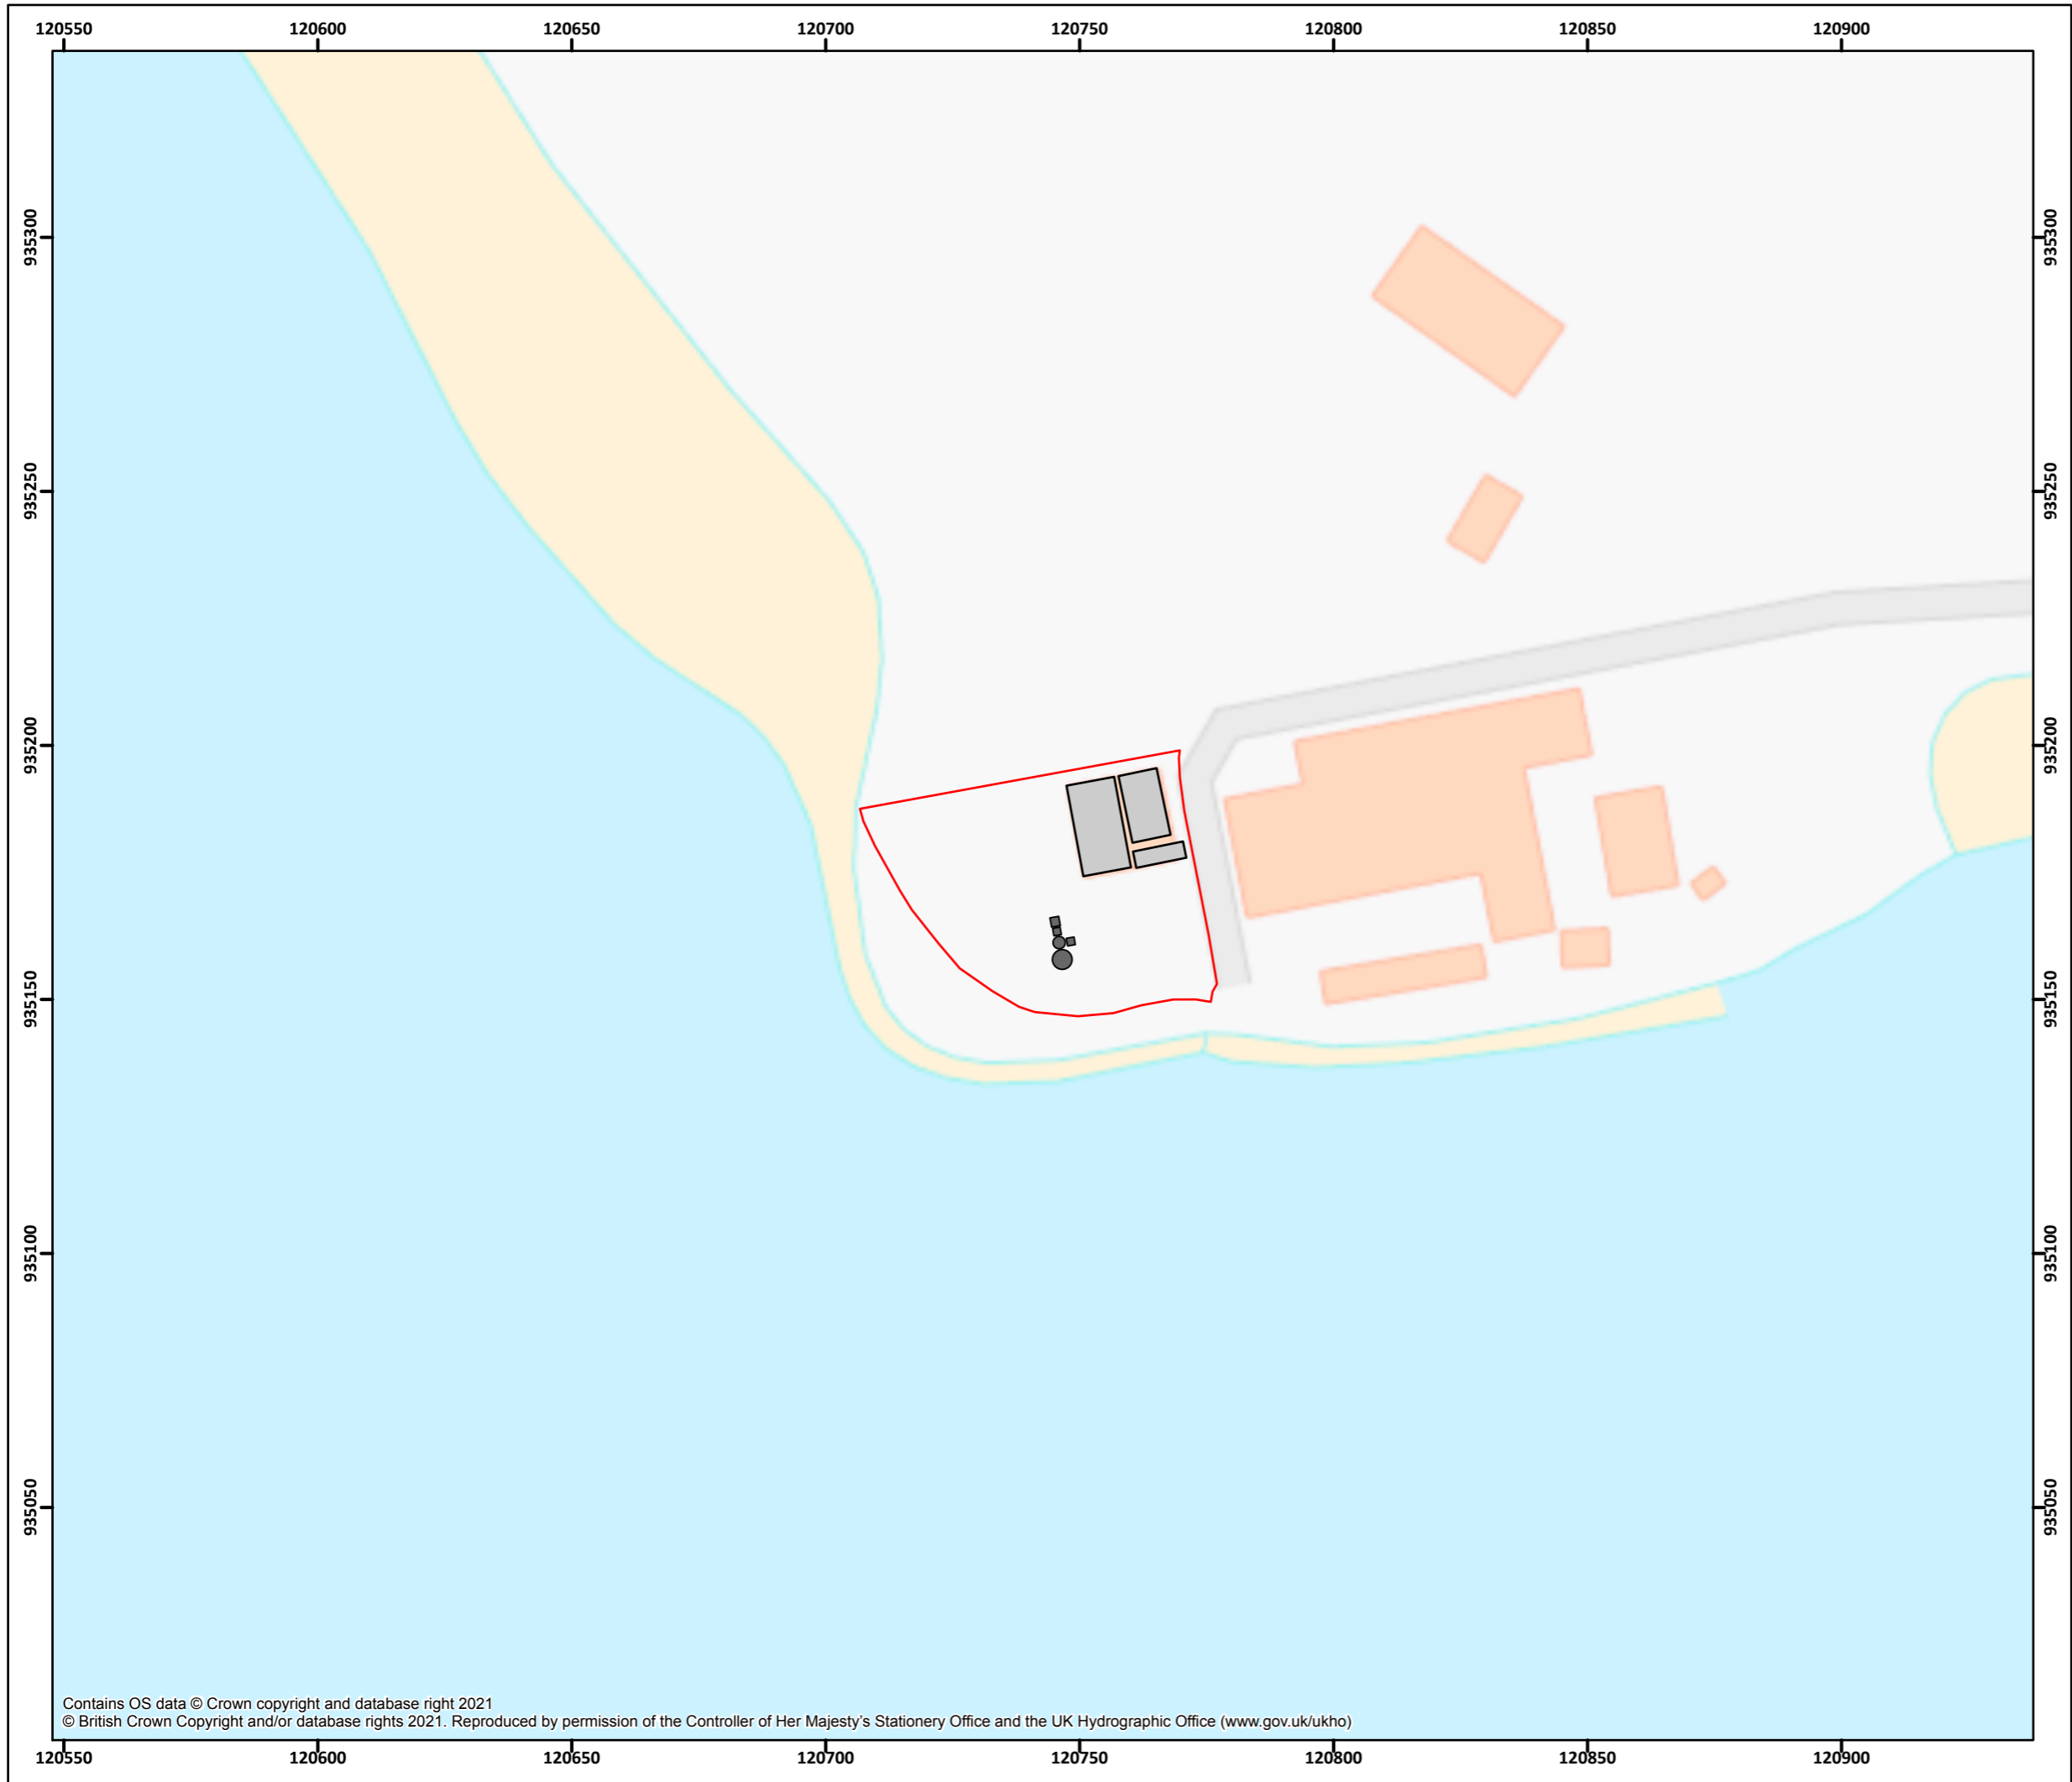 120550 120600 120650 120700 120750 120800 120850 120900
935300 935300
935250 935250
935200 935200
935150 935150
935100 935100
935050 935050
Contains OS data © Crown copyright and database right 2021
© British Crown Copyright and/or database rights 2021. Reproduced by permission of the Controller of Her Majesty's Stationery Office and the UK Hydrographic Office (www.gov.uk/ukho)
120550 120600 120650 120700 120750 120800 120850 120900